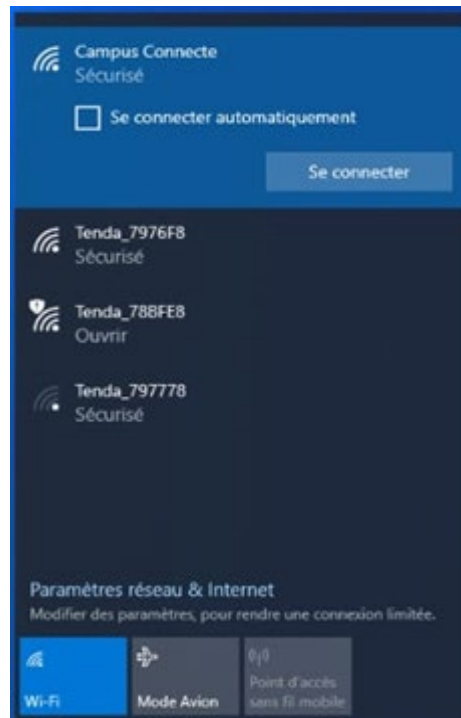 Campus Connecte
Sécurisé
Se connecter automatiquement
Se connecter
Tenda_7976F8
Sécurisé
Tenda_78BFE8
Ouvrir
Tenda_797778
Sécurisé
Paramètres réseau & Internet
Modifier des paramètres, pour rendre une connexion limitée.
Wi-Fi
Mode Avion
Point d'accès
sans fil mobile